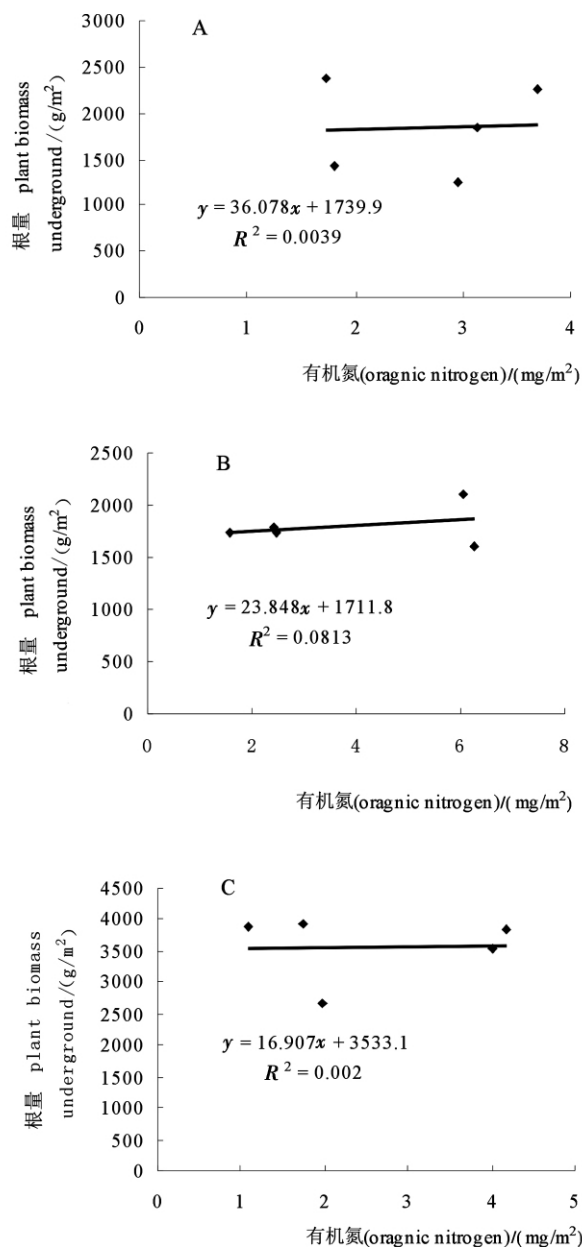 A
3000
2500
2000
1500
1000
500
0
根量 plant biomass
underground/(g/m²)
y = 36.078x + 1739.9
R² = 0.0039
0 1 2 3 4
有机氮(oragnic nitrogen)/(mg/m²)
B
2500
2000
1500
1000
500
0
根量 plant biomass
underground/(g/m²)
y = 23.848x + 1711.8
R² = 0.0813
0 2 4 6 8
有机氮(oragnic nitrogen)/(mg/m²)
C
4500
4000
3500
3000
2500
2000
1500
1000
500
0
根量 plant biomass
underground/(g/m²)
y = 16.907x + 3533.1
R² = 0.002
0 1 2 3 4 5
有机氮(oragnic nitrogen)/(mg/m²)